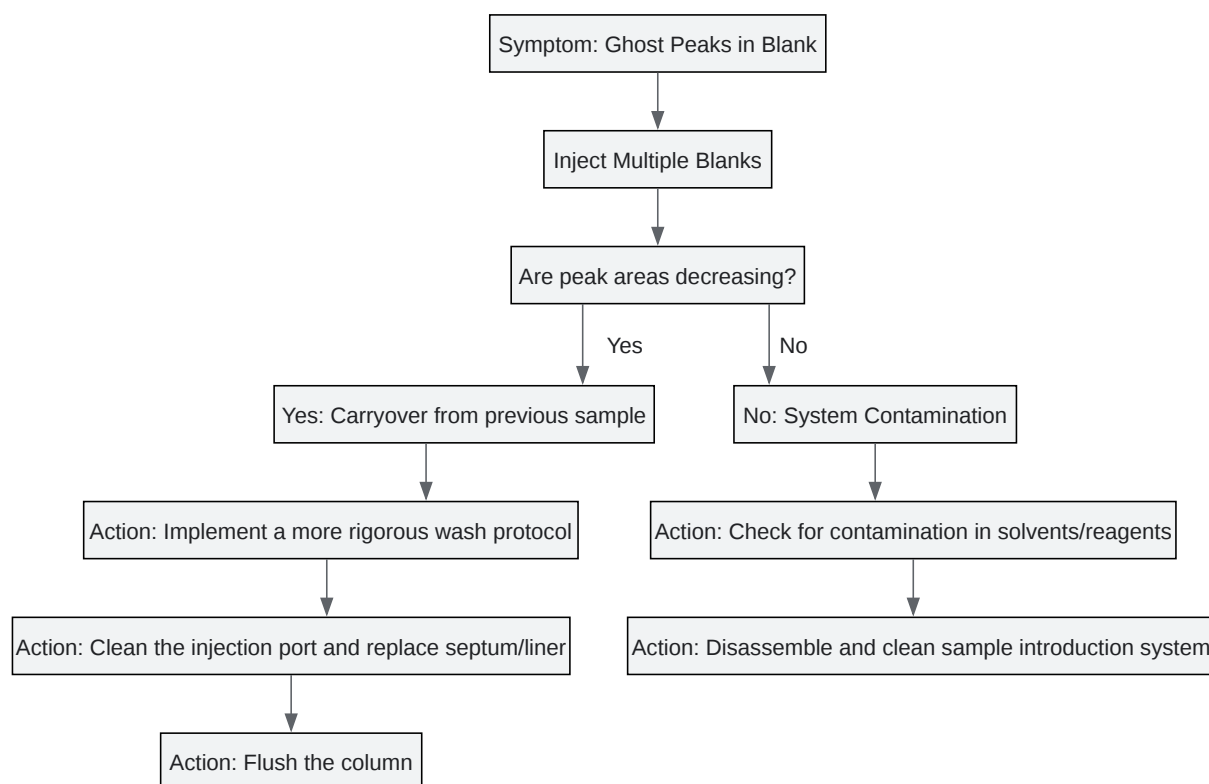 Symptom: Ghost Peaks in Blank
Inject Multiple Blanks
Are peak areas decreasing?
Yes
No
Yes: Carryover from previous sample
No: System Contamination
Action: Implement a more rigorous wash protocol
Action: Check for contamination in solvents/reagents
Action: Clean the injection port and replace septum/liner
Action: Disassemble and clean sample introduction system
Action: Flush the column